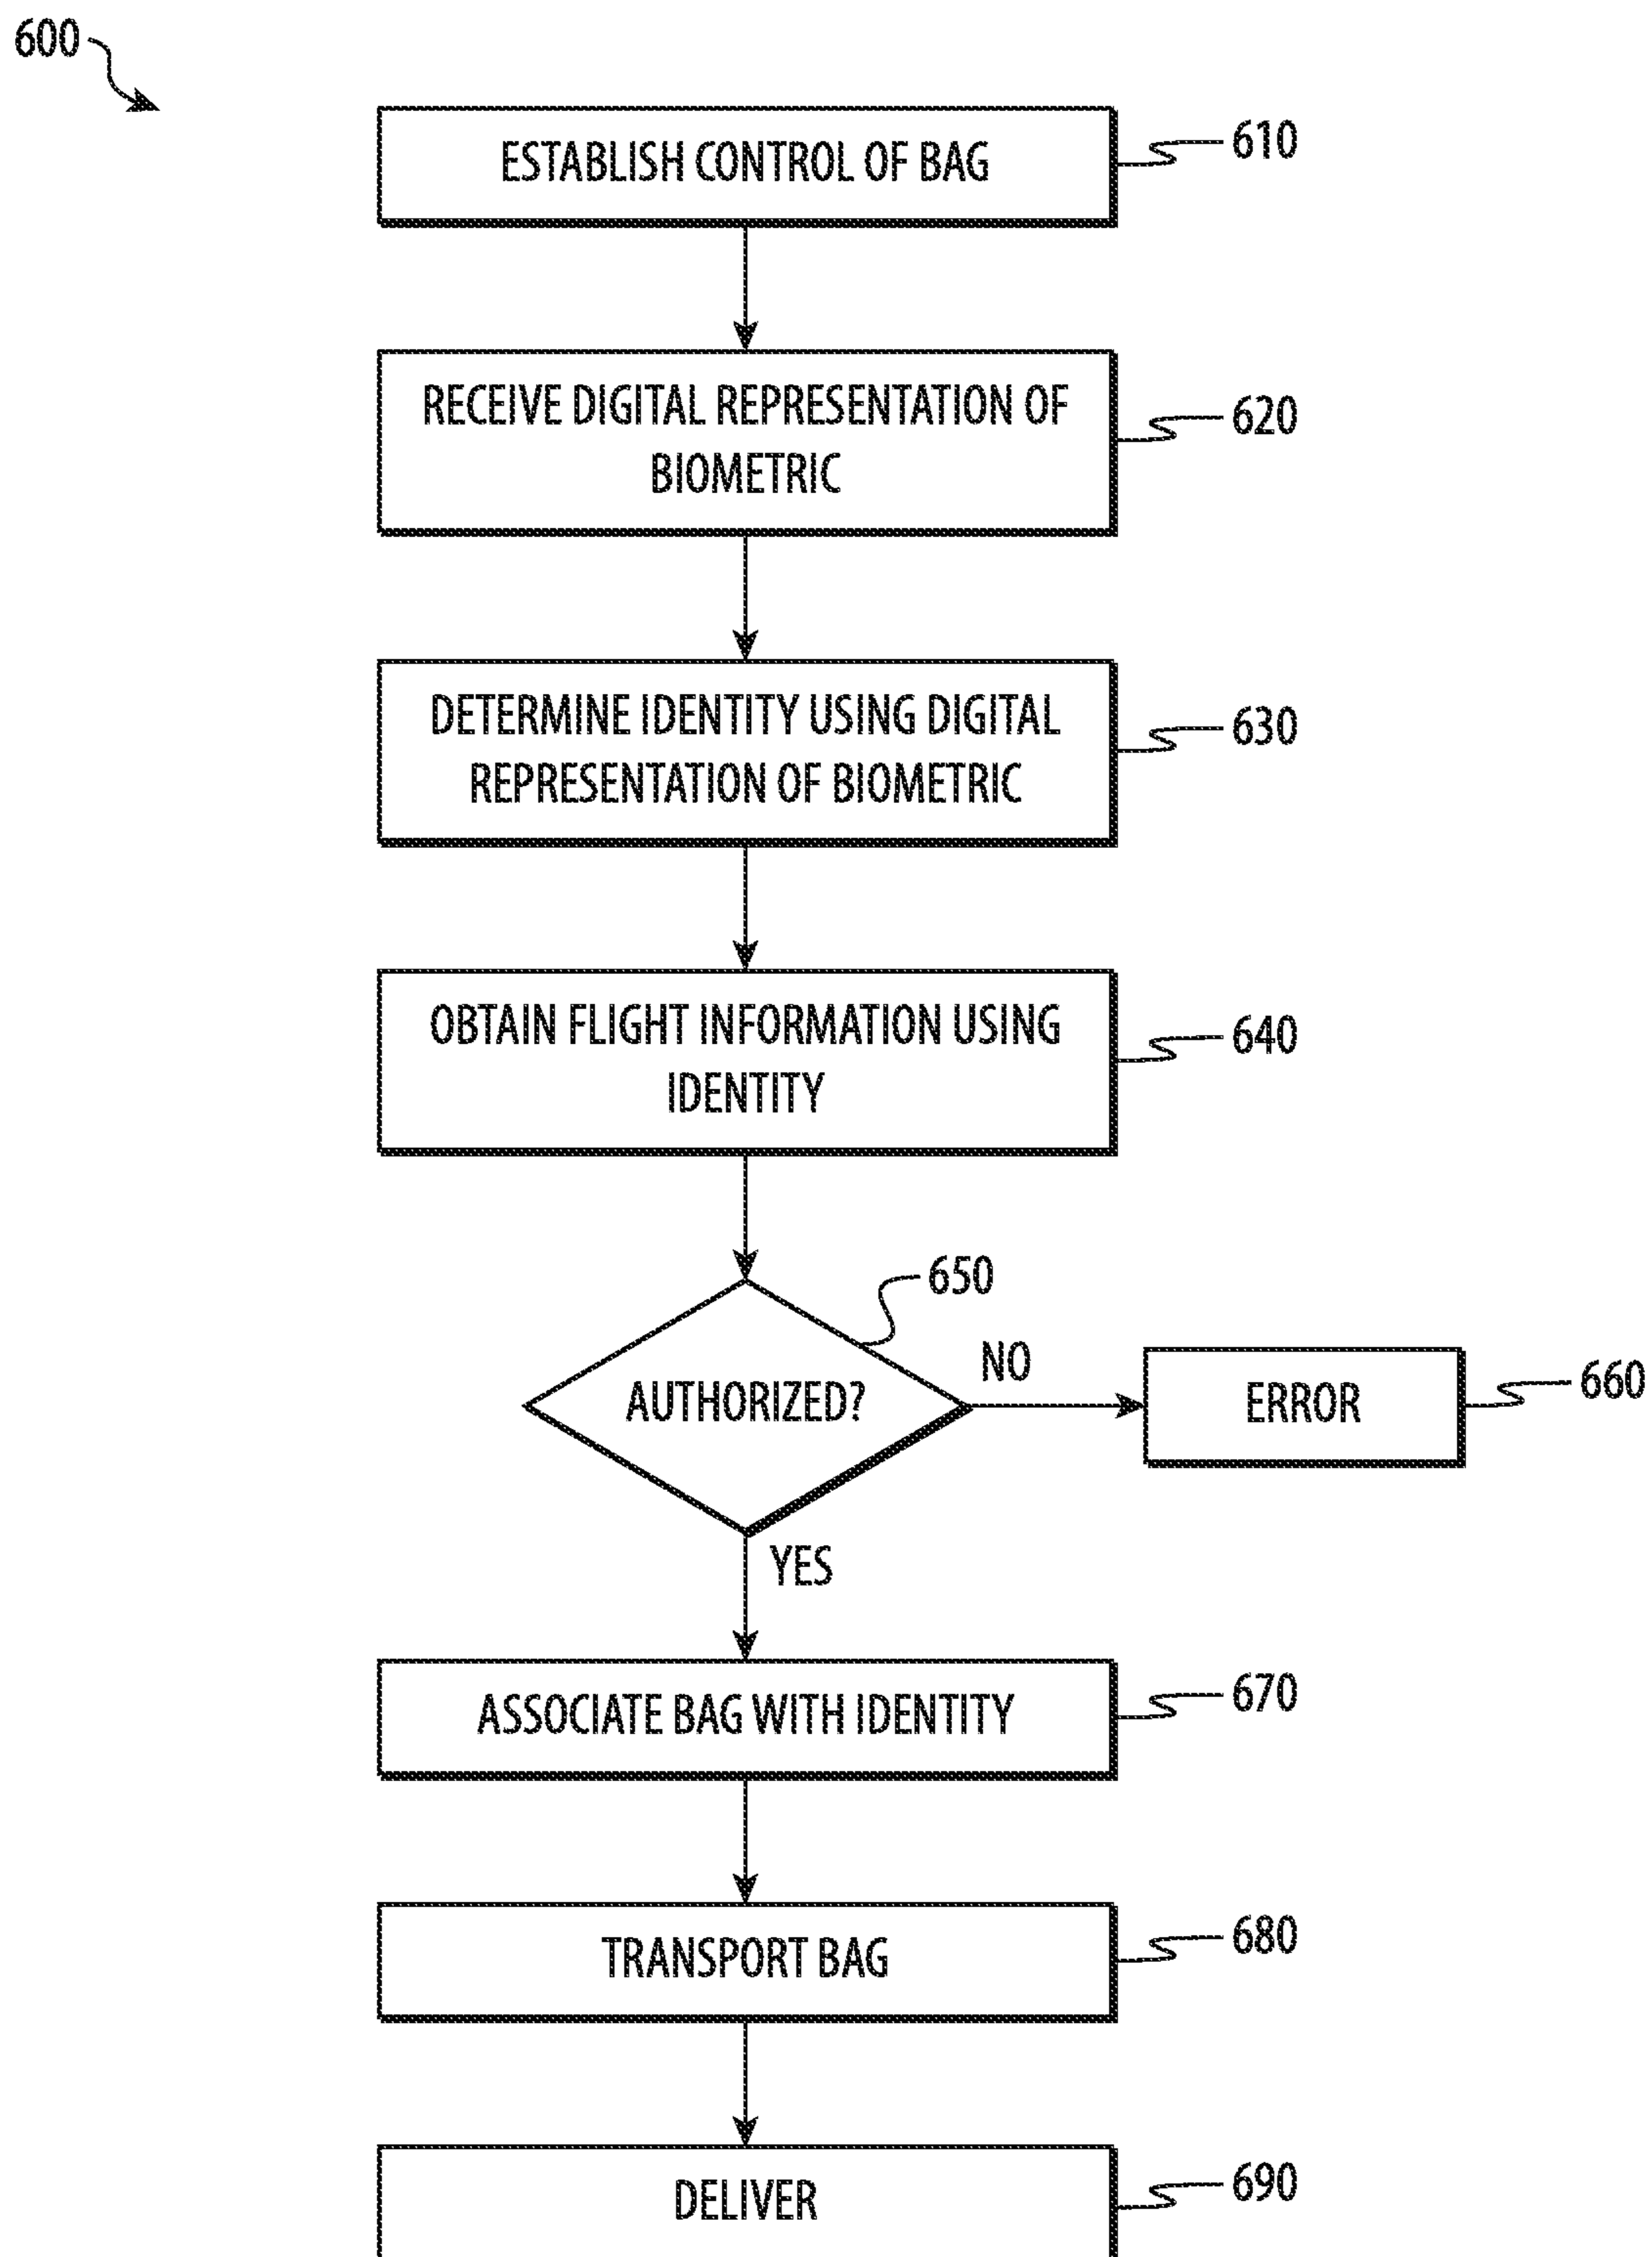 600
ESTABLISH CONTROL OF BAG
610
RECEIVE DIGITAL REPRESENTATION OF
BIOMETRIC
620
DETERMINE IDENTITY USING DIGITAL
REPRESENTATION OF BIOMETRIC
630
OBTAIN FLIGHT INFORMATION USING
IDENTITY
640
650
AUTHORIZED?
NO
ERROR
660
YES
ASSOCIATE BAG WITH IDENTITY
670
TRANSPORT BAG
680
DELIVER
690